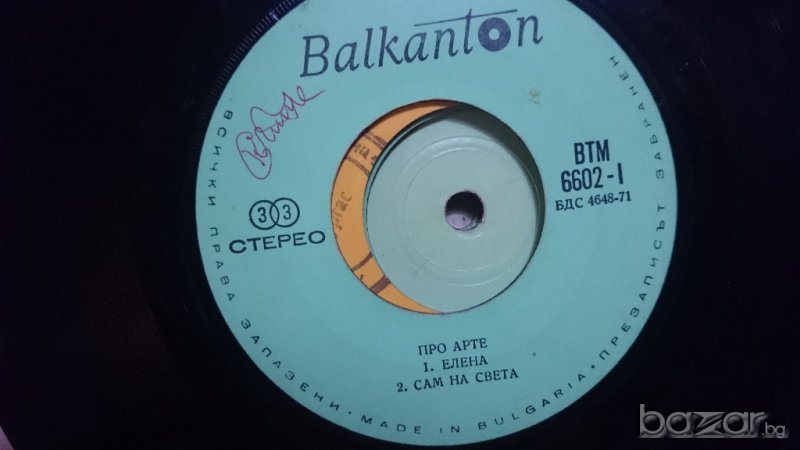 Balkanton
ВТМ
6602-I
БДС 4648-71
33
СТЕРЕО
ПРО АРТЕ
1. ЕЛЕНА
2. САМ НА СВЕТА
ВСИЧКИ ПРАВА ЗАПАЗЕНИ · MADE IN BULGARIA · ПРЕЗАПИСЪТ ЗАБРАНЕН
bazar.bg